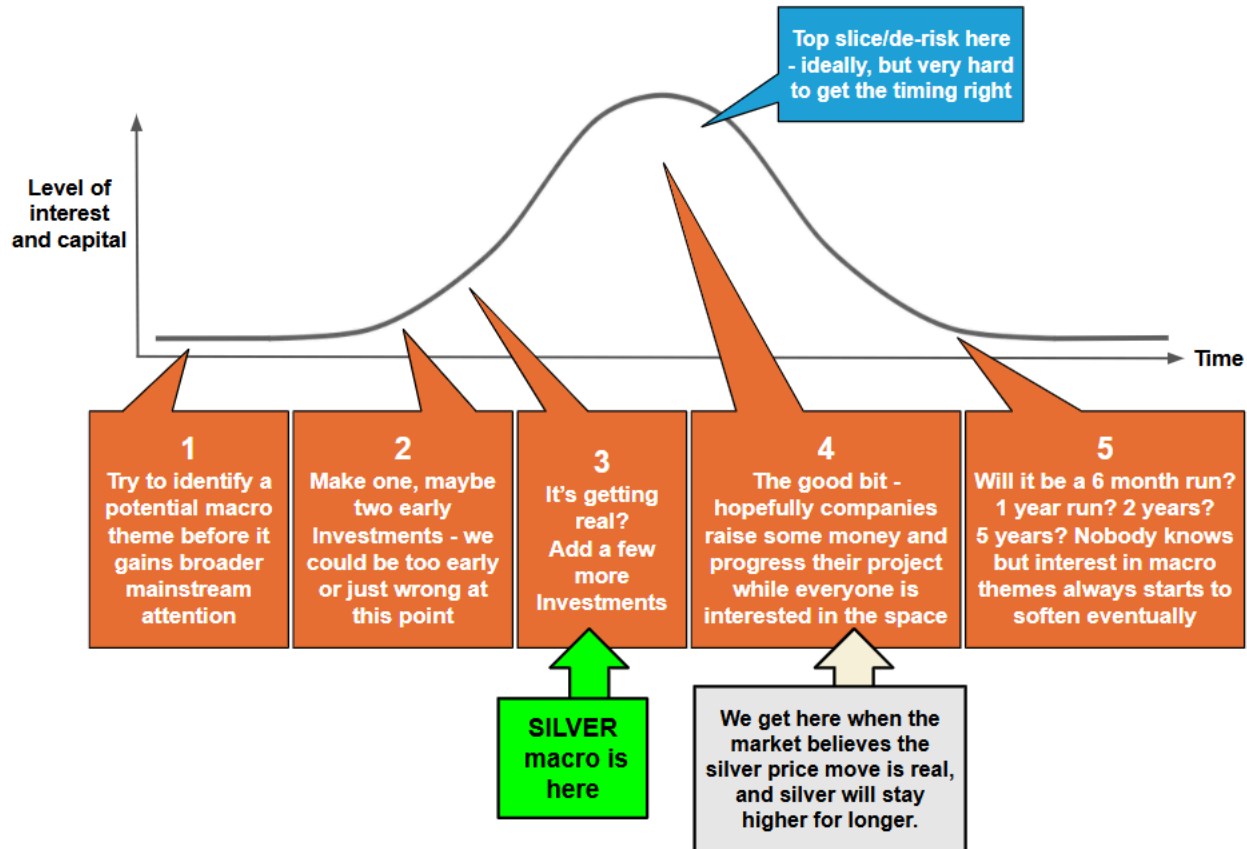 Top slice/de-risk here
- ideally, but very hard
to get the timing right
Level of
interest
and capital
Time
1
Try to identify a
potential macro
theme before it
gains broader
mainstream
attention
2
Make one, maybe
two early
Investments - we
could be too early
or just wrong at
this point
3
It's getting
real?
Add a few
more
Investments
4
The good bit -
hopefully companies
raise some money and
progress their project
while everyone is
interested in the space
5
Will it be a 6 month run?
1 year run? 2 years?
5 years? Nobody knows
but interest in macro
themes always starts to
soften eventually
SILVER
macro is
here
We get here when the
market believes the
silver price move is real,
and silver will stay
higher for longer.